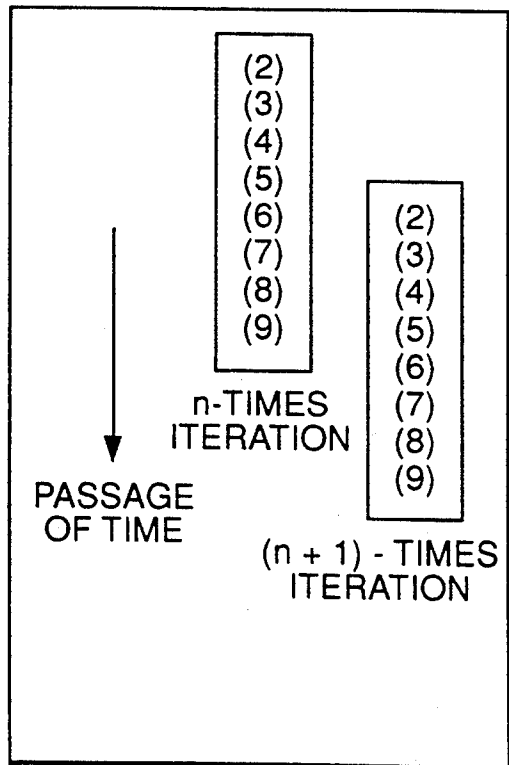 (2)
(3)
(4)
(5)
(6)
(7)
(8)
(9)
n-TIMES
ITERATION
(2)
(3)
(4)
(5)
(6)
(7)
(8)
(9)
(n + 1) - TIMES
ITERATION
PASSAGE
OF TIME